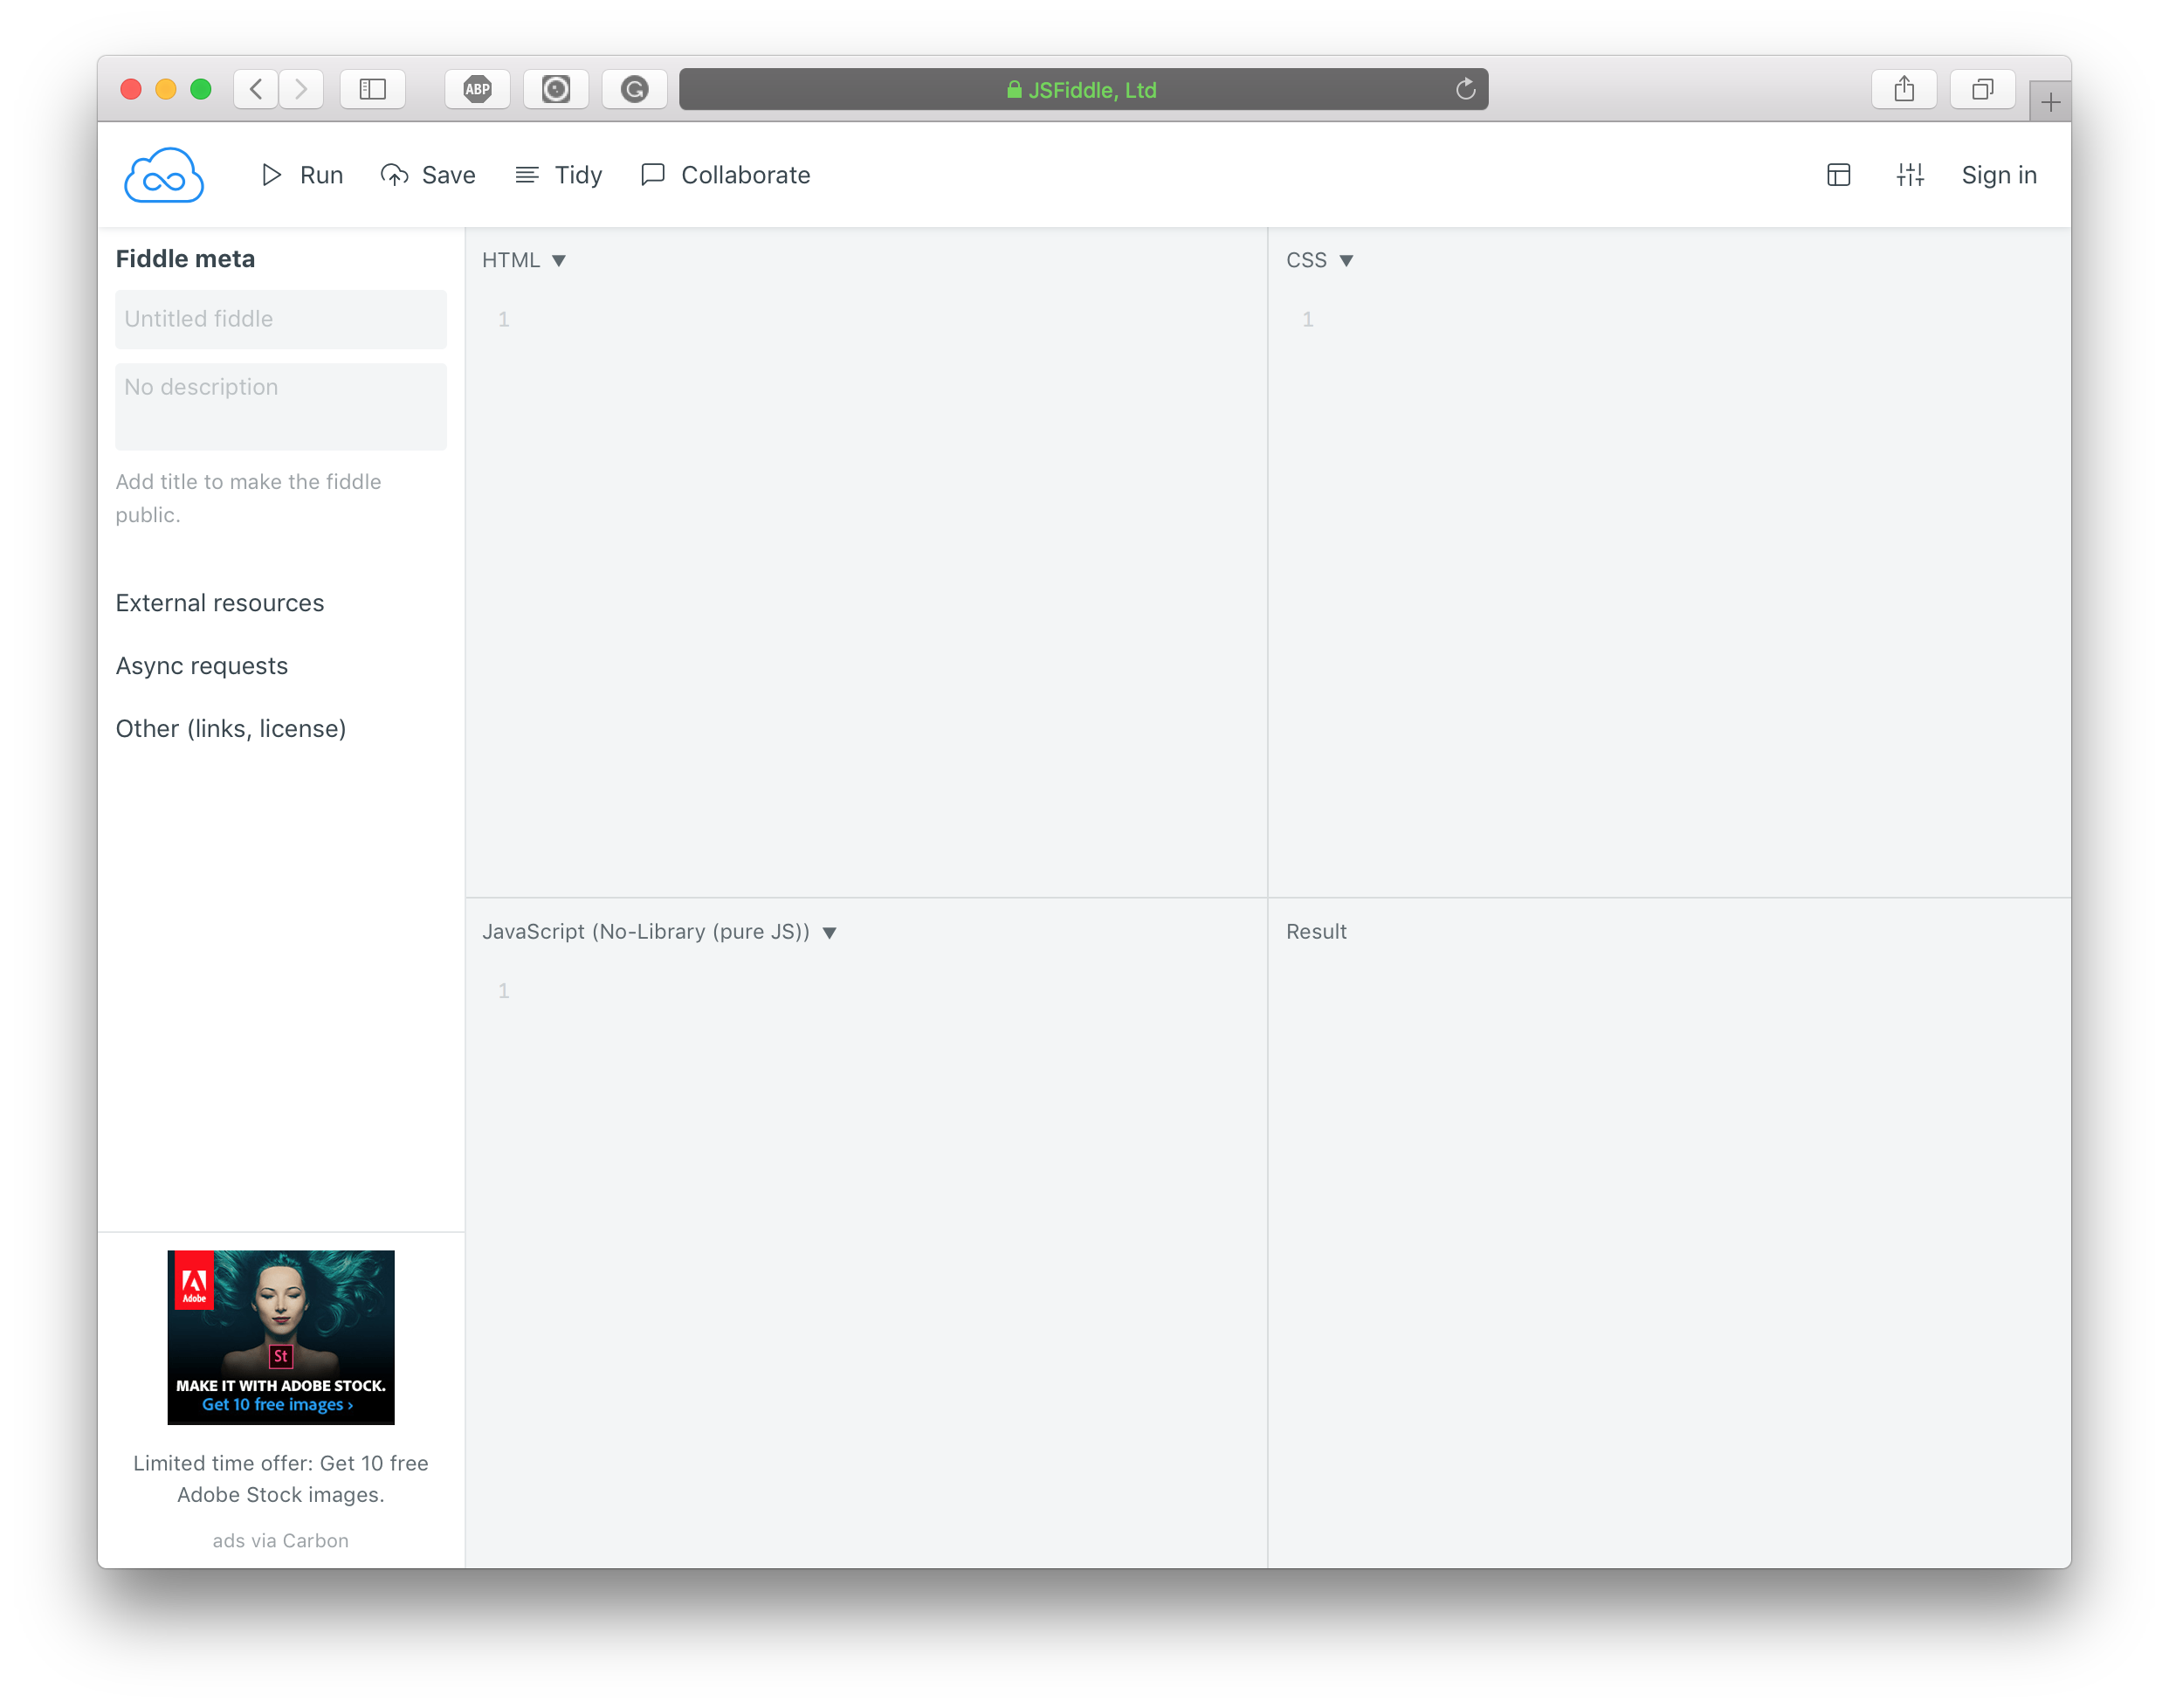 ABP
JSFiddle, Ltd
Run
Save
Tidy
Collaborate
Sign in
Fiddle meta
Untitled fiddle
No description
Add title to make the fiddle
public.
External resources
Async requests
Other (links, license)
HTML ▼
1
CSS ▼
1
JavaScript (No-Library (pure JS)) ▼
1
Result
Adobe
St
MAKE IT WITH ADOBE STOCK.
Get 10 free images ›
Limited time offer: Get 10 free
Adobe Stock images.
ads via Carbon